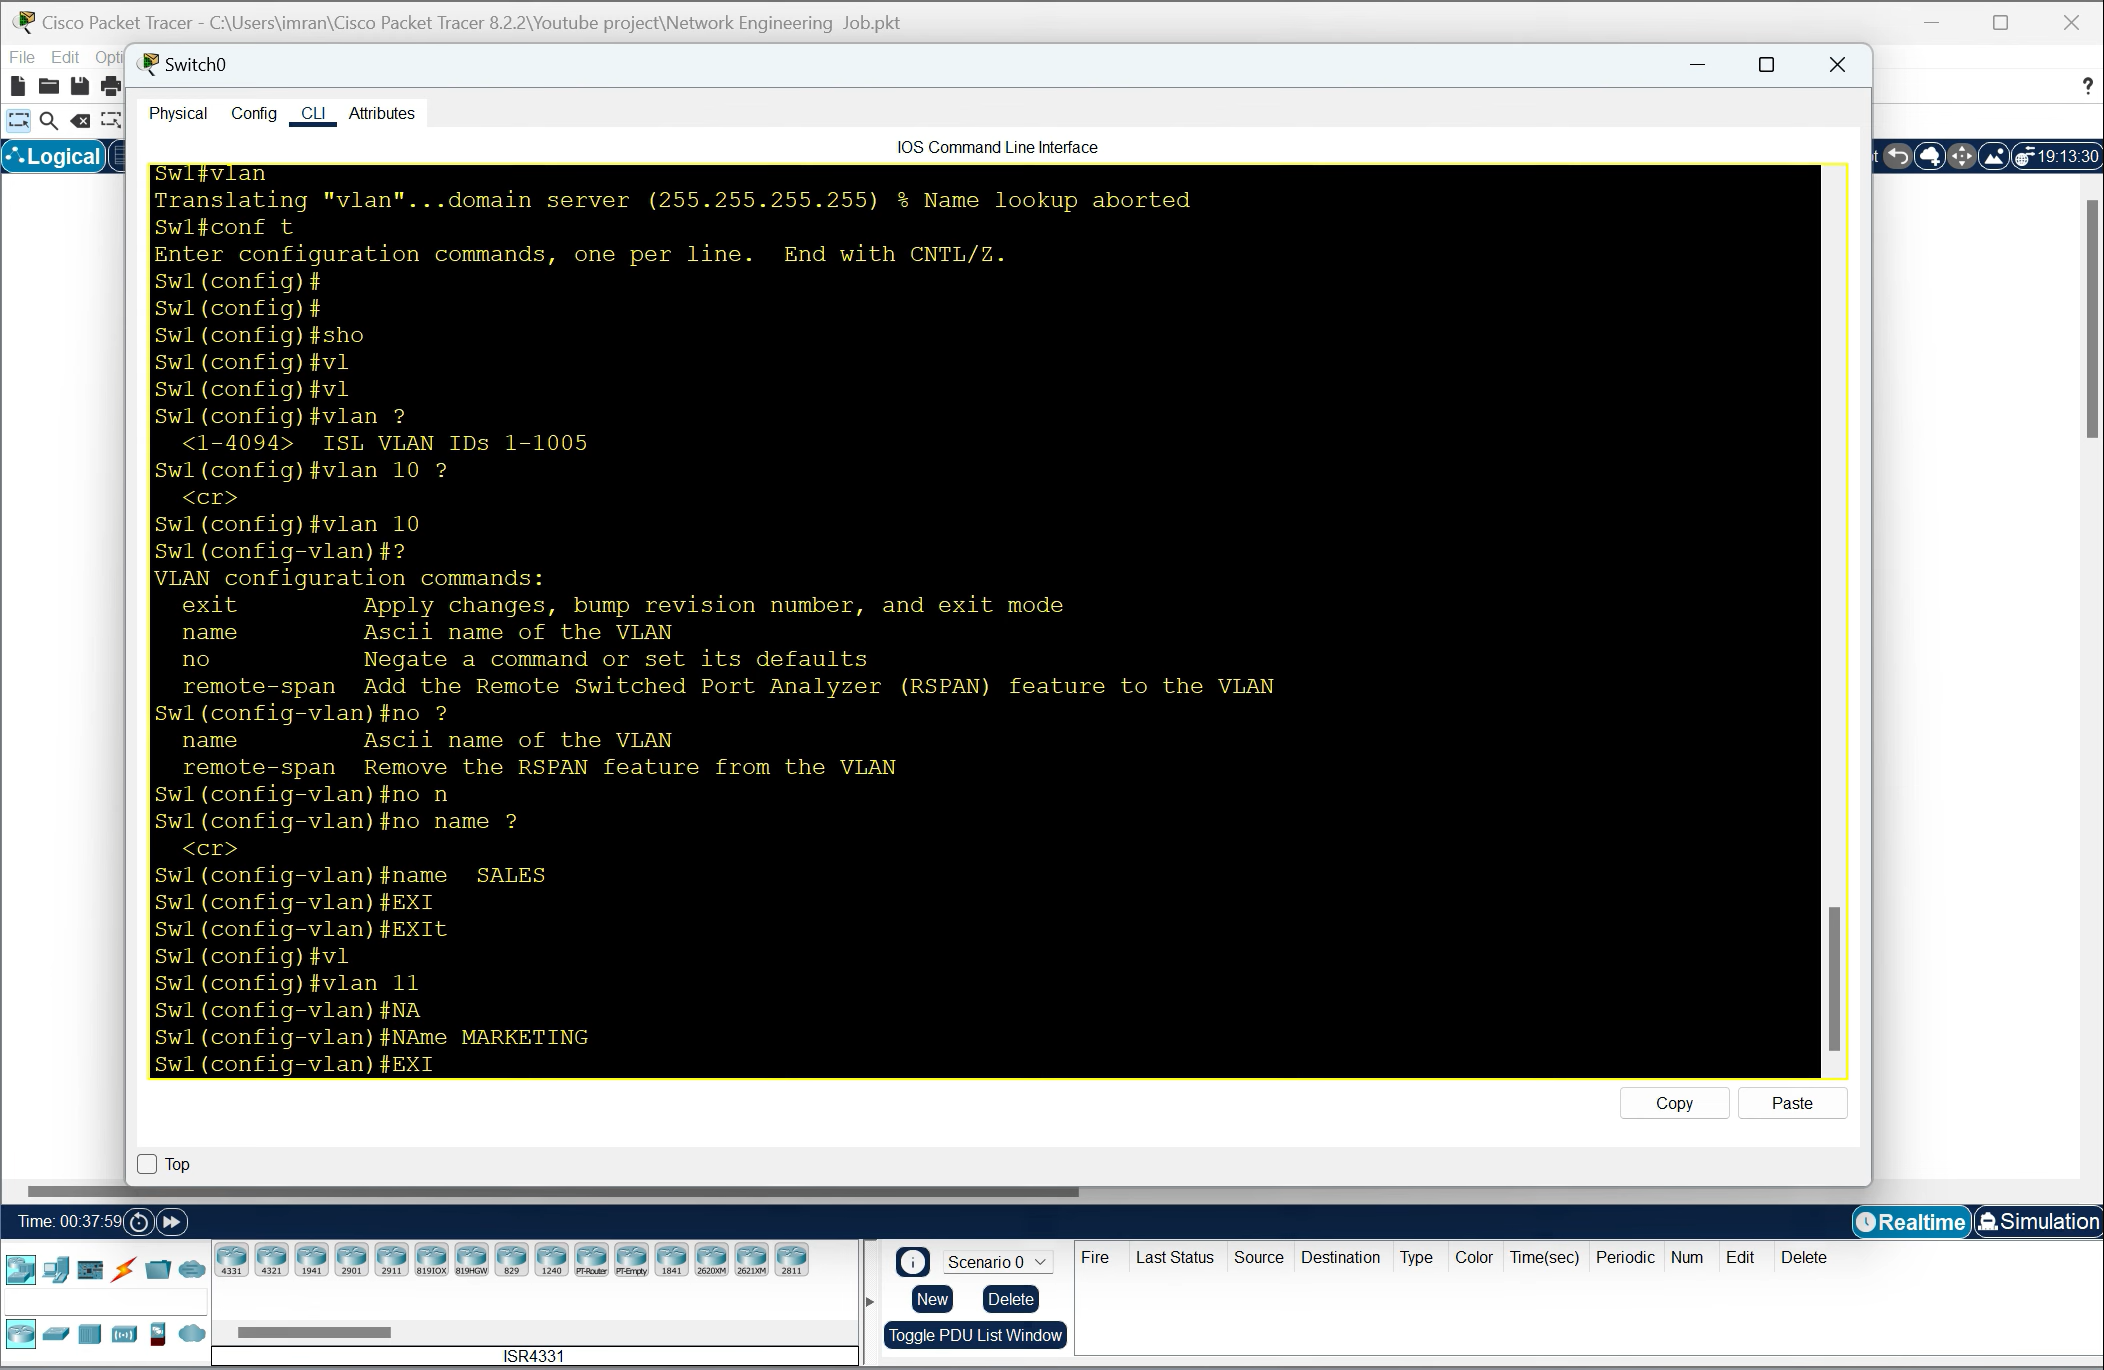 Cisco Packet Tracer - C:\Users\imran\Cisco Packet Tracer 8.2.2\Youtube project\Network Engineering  Job.pkt
File Edit Opti
Switch0
?
Physical Config CLI Attributes
IOS Command Line Interface
Logical
19:13:30
Sw1#vlan
Translating "vlan"...domain server (255.255.255.255) % Name lookup aborted
Sw1#conf t
Enter configuration commands, one per line.  End with CNTL/Z.
Sw1(config)#
Sw1(config)#
Sw1(config)#sho
Sw1(config)#vl
Sw1(config)#vl
Sw1(config)#vlan ?
  <1-4094>  ISL VLAN IDs 1-1005
Sw1(config)#vlan 10 ?
  <cr>
Sw1(config)#vlan 10
Sw1(config-vlan)#?
VLAN configuration commands:
  exit         Apply changes, bump revision number, and exit mode
  name         Ascii name of the VLAN
  no           Negate a command or set its defaults
  remote-span  Add the Remote Switched Port Analyzer (RSPAN) feature to the VLAN
Sw1(config-vlan)#no ?
  name         Ascii name of the VLAN
  remote-span  Remove the RSPAN feature from the VLAN
Sw1(config-vlan)#no n
Sw1(config-vlan)#no name ?
  <cr>
Sw1(config-vlan)#name  SALES
Sw1(config-vlan)#EXI
Sw1(config-vlan)#EXIt
Sw1(config)#vl
Sw1(config)#vlan 11
Sw1(config-vlan)#NA
Sw1(config-vlan)#NAme MARKETING
Sw1(config-vlan)#EXI
Copy Paste
Top
Time: 00:37:59
Realtime Simulation
4331 4321 1941 2901 2911 819IOX 819HGW 829 1240 PT-Router PT-Empty 1841 2620XM 2621XM 2811
Scenario 0
Fire Last Status Source Destination Type Color Time(sec) Periodic Num Edit Delete
New Delete
Toggle PDU List Window
ISR4331